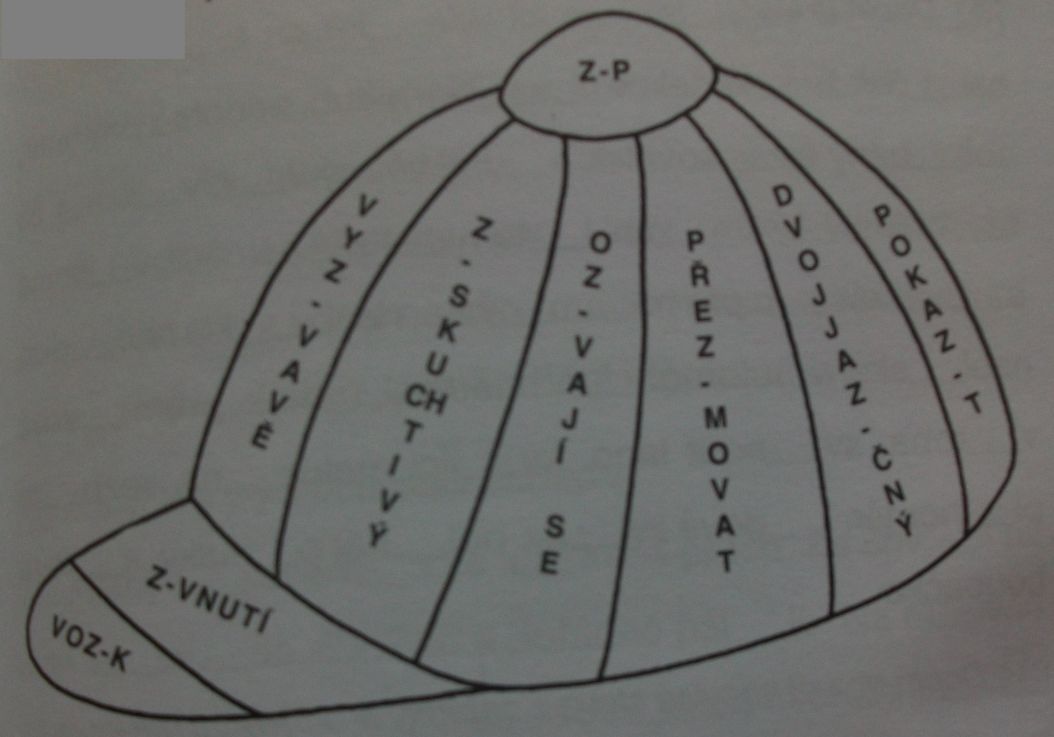 Z-P
VYZ-VAVĚ
Z-SKUCHTIVÝ
OZ-VAJÍ SE
PŘEZ-MOVAT
DVOJJAZ-ČNÝ
POKAZ-T
Z-VNUTÍ
VOZ-K